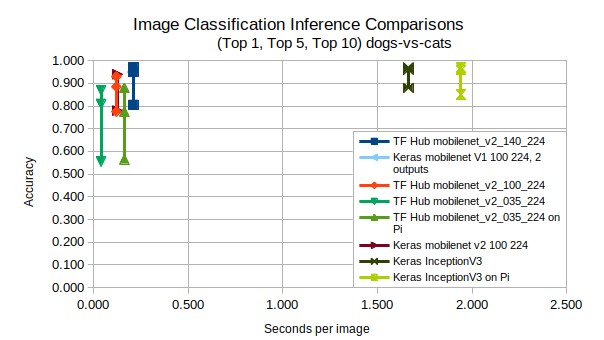 Image Classification Inference Comparisons
(Top 1, Top 5, Top 10) dogs-vs-cats
1.000
0.900
0.800
0.700
0.600
0.500
0.400
0.300
0.200
0.100
0.000
Accuracy
TF Hub mobilenet_v2_140_224
Keras mobilenet V1 100 224, 2
outputs
TF Hub mobilenet_v2_100_224
TF Hub mobilenet_v2_035_224
TF Hub mobilenet_v2_035_224 on
Pi
Keras mobilenet v2 100 224
Keras InceptionV3
Keras InceptionV3 on Pi
0.000 0.500 1.000 1.500 2.000 2.500
Seconds per image